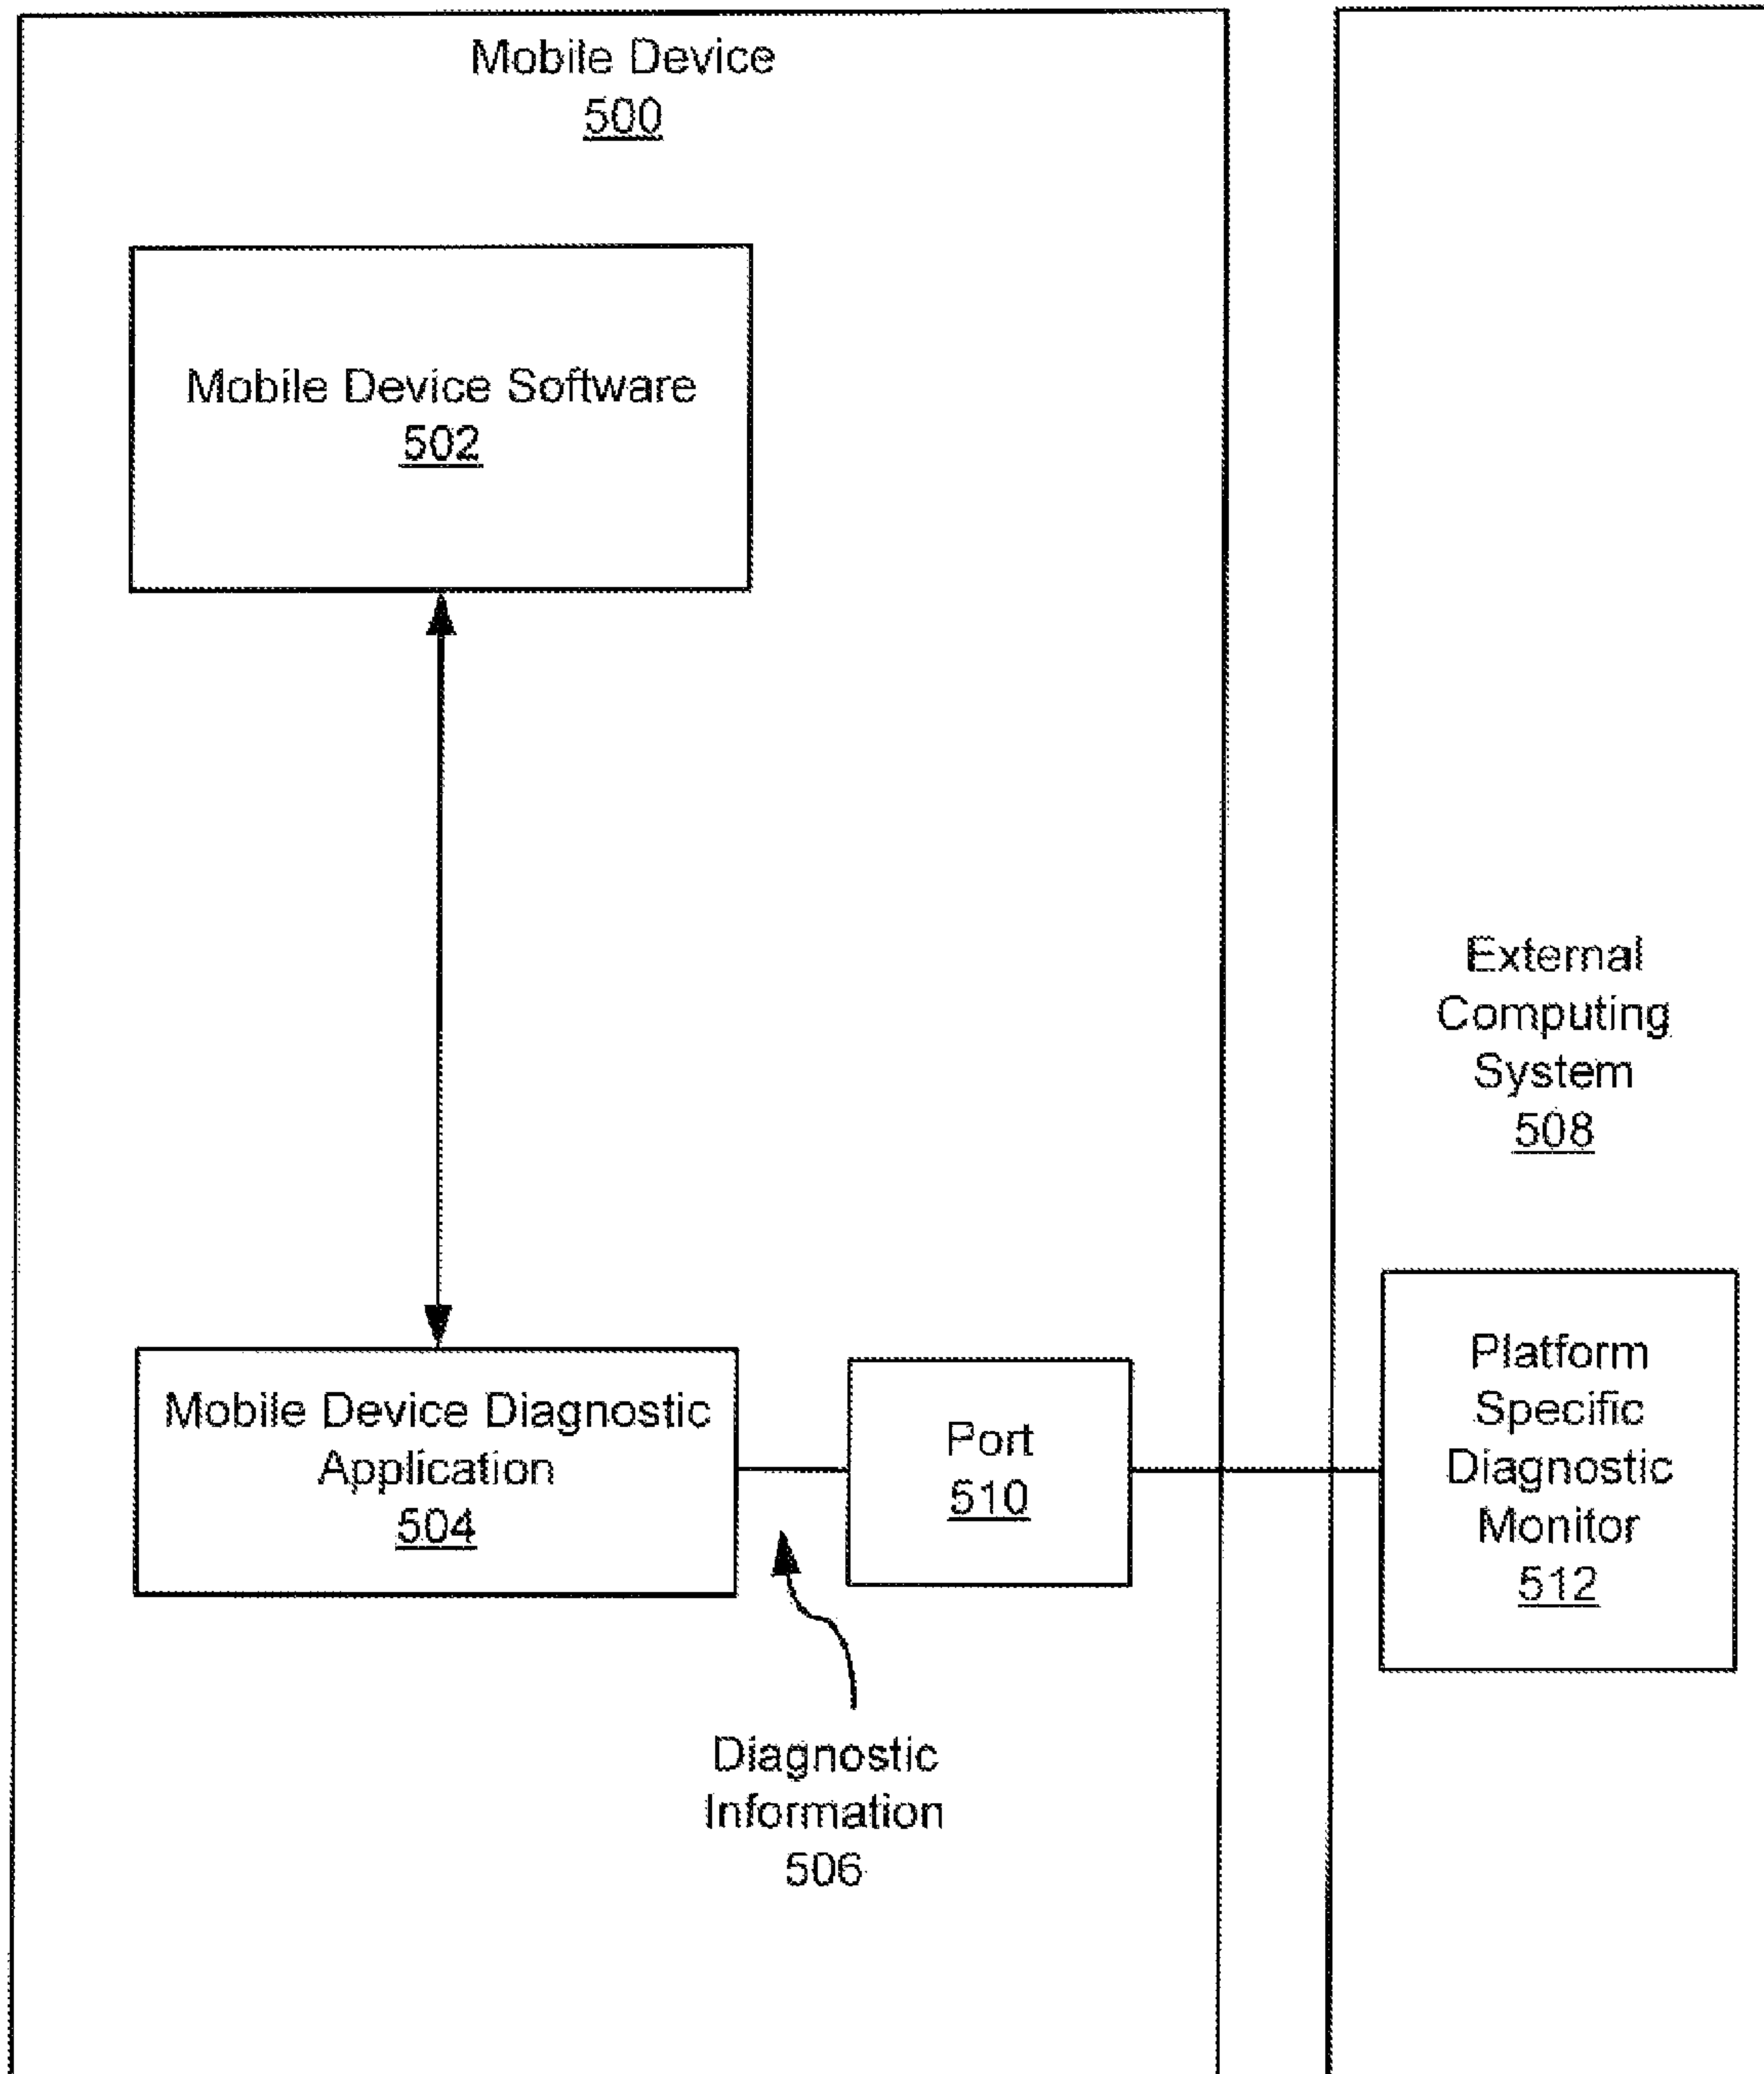 Mobile Device
500
Mobile Device Software
502
External
Computing
System
508
Mobile Device Diagnostic
Application
504
Port
510
Platform
Specific
Diagnostic
Monitor
512
Diagnostic
Information
506